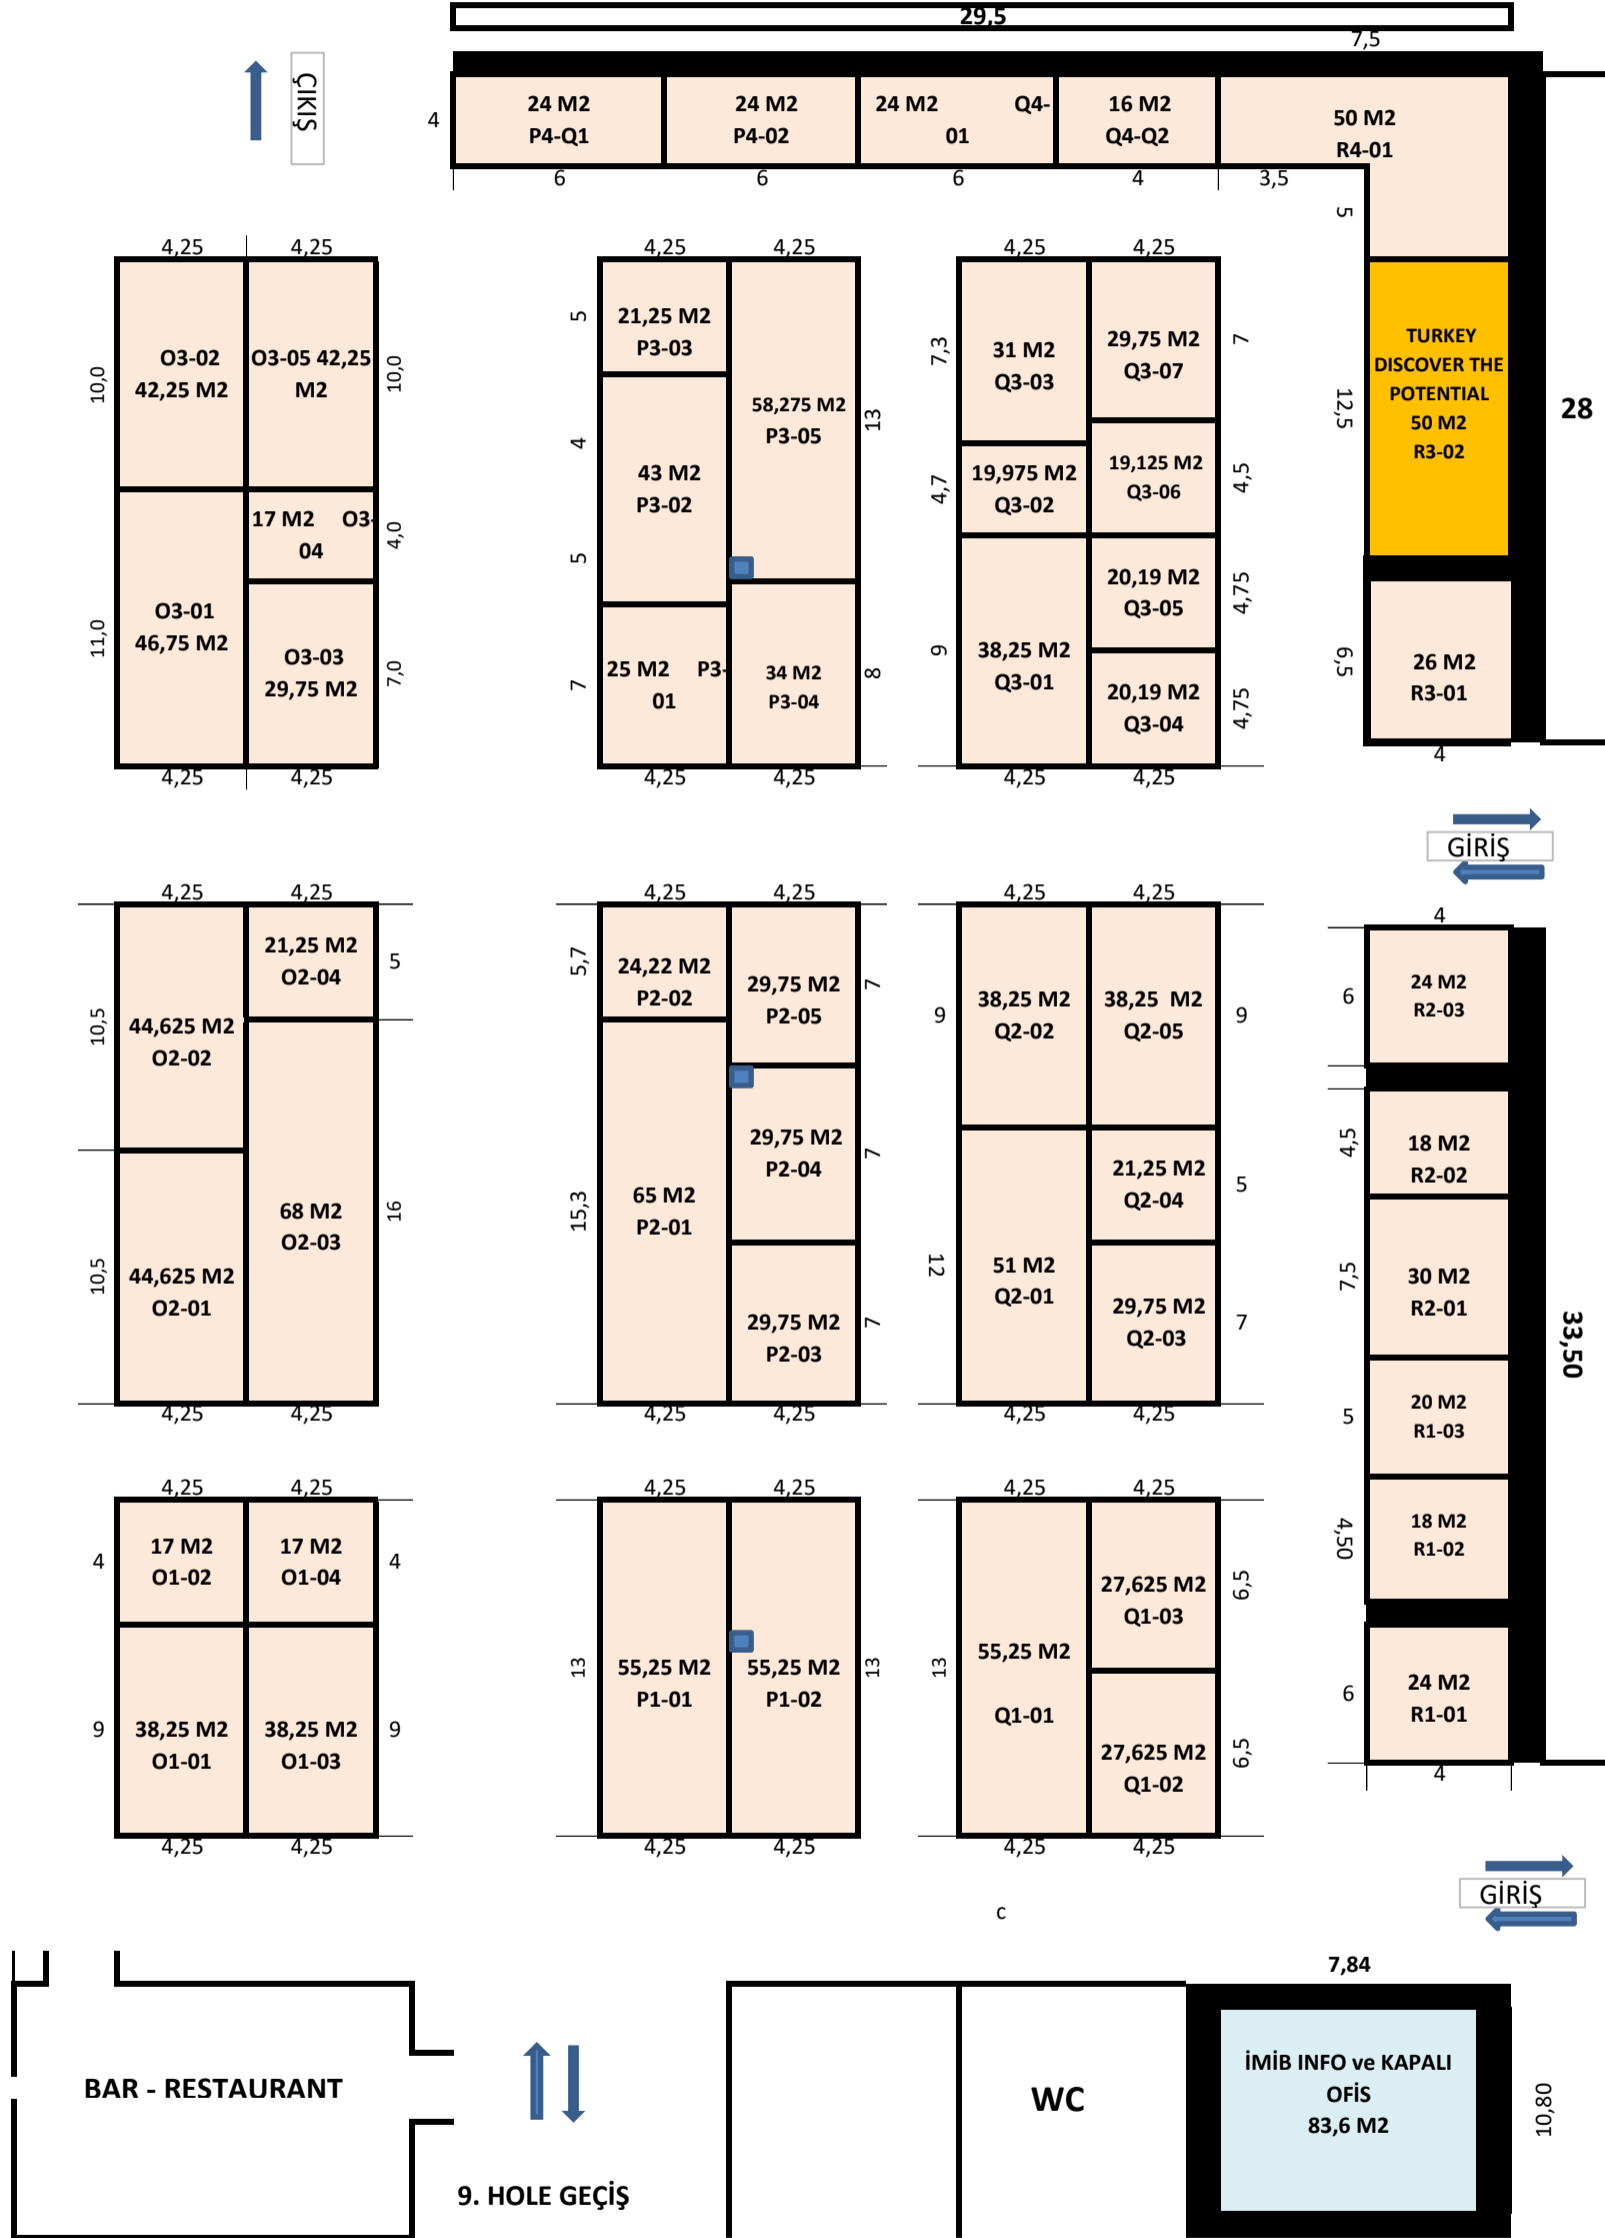 29,5
7,5
ÇIKIŞ
4
24 M2
P4-Q1
24 M2
P4-02
24 M2 Q4-
01
16 M2
Q4-Q2
50 M2
R4-01
6
6
6
4
3,5
5
4,25
4,25
10,0
O3-02
42,25 M2
O3-05 42,25
M2
10,0
17 M2 O3-
04
4,0
11,0
O3-01
46,75 M2
O3-03
29,75 M2
7,0
4,25
4,25
4,25
4,25
5
21,25 M2
P3-03
58,275 M2
P3-05
13
4
43 M2
P3-02
5
7
25 M2 P3-
01
34 M2
P3-04
8
4,25
4,25
4,25
4,25
7,3
31 M2
Q3-03
29,75 M2
Q3-07
7
4,7
19,975 M2
Q3-02
19,125 M2
Q3-06
4,5
20,19 M2
Q3-05
4,75
9
38,25 M2
Q3-01
20,19 M2
Q3-04
4,75
4,25
4,25
12,5
TURKEY
DISCOVER THE
POTENTIAL
50 M2
R3-02
28
6,5
26 M2
R3-01
4
GİRİŞ
4,25
4,25
10,5
44,625 M2
O2-02
21,25 M2
O2-04
5
10,5
44,625 M2
O2-01
68 M2
O2-03
16
4,25
4,25
4,25
4,25
5,7
24,22 M2
P2-02
29,75 M2
P2-05
7
15,3
65 M2
P2-01
29,75 M2
P2-04
7
29,75 M2
P2-03
7
4,25
4,25
4,25
4,25
9
38,25 M2
Q2-02
38,25 M2
Q2-05
9
12
51 M2
Q2-01
21,25 M2
Q2-04
5
29,75 M2
Q2-03
7
4,25
4,25
4
6
24 M2
R2-03
5,4
18 M2
R2-02
7,5
30 M2
R2-01
33,50
5
20 M2
R1-03
4,50
18 M2
R1-02
6
24 M2
R1-01
4
4,25
4,25
4
17 M2
O1-02
17 M2
O1-04
4
9
38,25 M2
O1-01
38,25 M2
O1-03
9
4,25
4,25
4,25
4,25
13
55,25 M2
P1-01
55,25 M2
P1-02
13
4,25
4,25
4,25
4,25
13
55,25 M2
Q1-01
27,625 M2
Q1-03
6,5
27,625 M2
Q1-02
6,5
4,25
4,25
GİRİŞ
c
7,84
BAR - RESTAURANT
9. HOLE GEÇİŞ
WC
İMİB INFO ve KAPALI
OFİS
83,6 M2
10,80